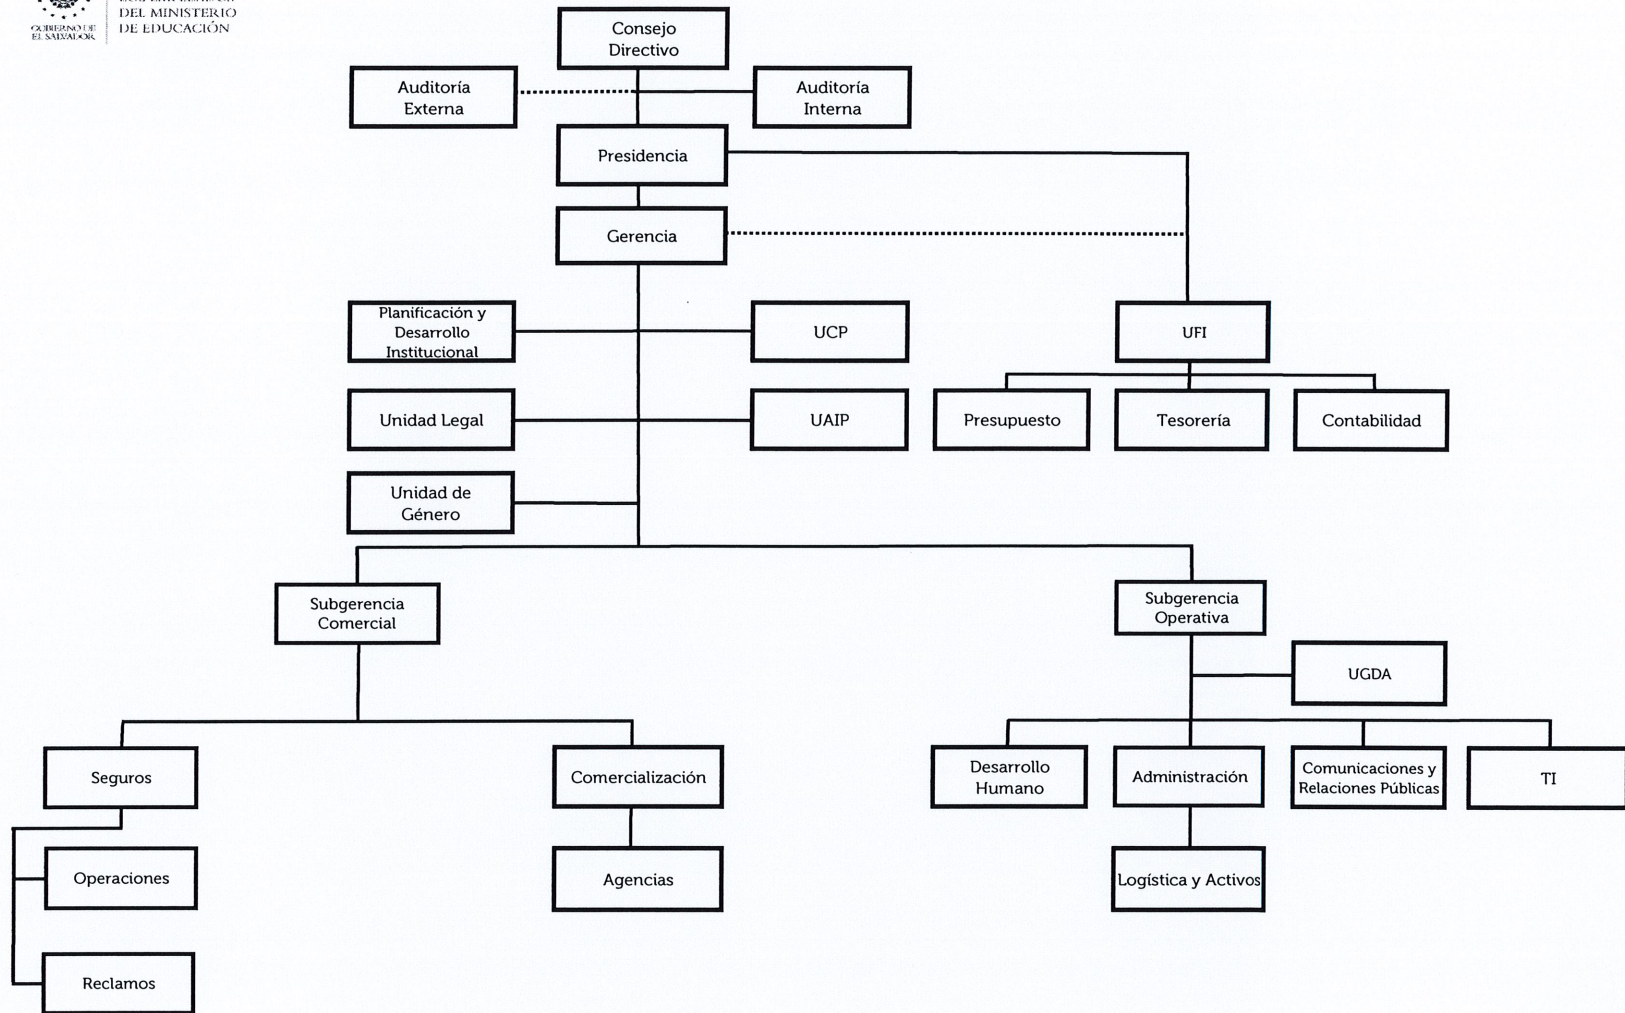 DEL MINISTERIO
DE EDUCACIÓN
GOBIERNO DE
EL SALVADOR
Consejo
Directivo
Auditoría
Externa
Auditoría
Interna
Presidencia
Gerencia
Planificación y
Desarrollo
Institucional
UCP
UFI
Unidad Legal
UAIP
Presupuesto
Tesorería
Contabilidad
Unidad de
Género
Subgerencia
Comercial
Subgerencia
Operativa
UGDA
Seguros
Comercialización
Desarrollo
Humano
Administración
Comunicaciones y
Relaciones Públicas
TI
Operaciones
Agencias
Logística y Activos
Reclamos